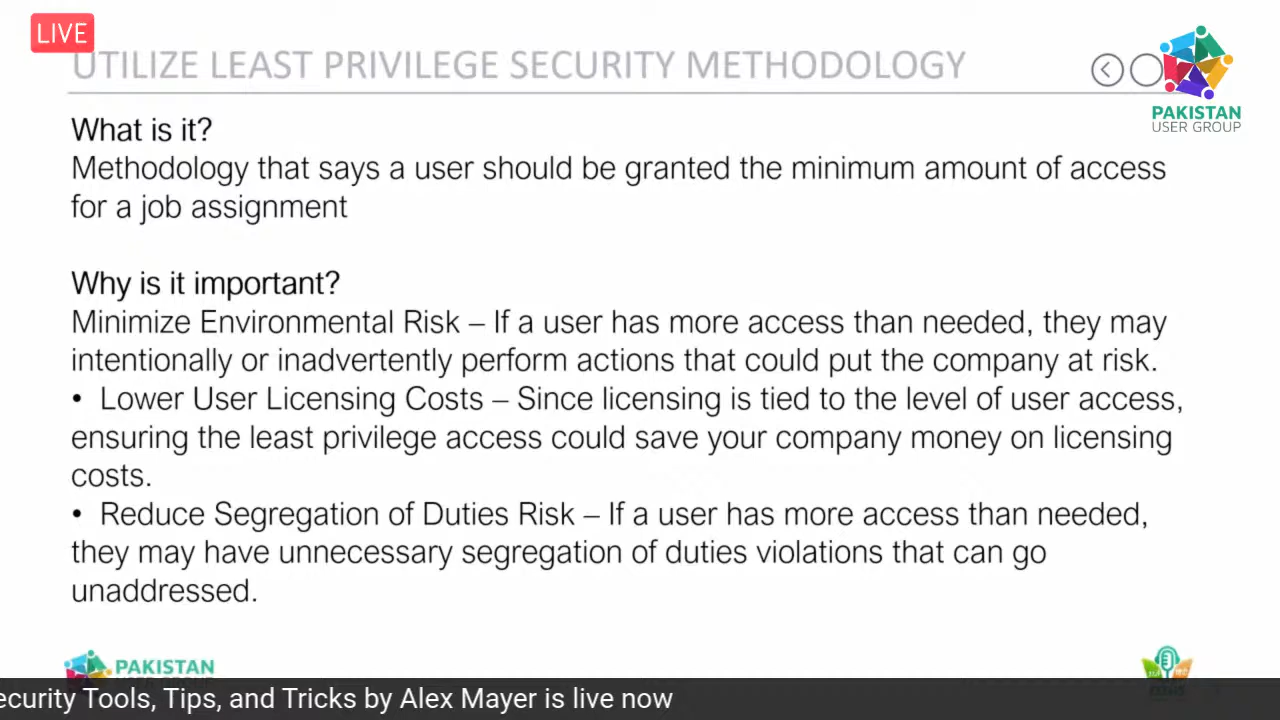 LIVE
UTILIZE LEAST PRIVILEGE SECURITY METHODOLOGY
PAKISTAN
USER GROUP
What is it?
Methodology that says a user should be granted the minimum amount of access
for a job assignment
Why is it important?
Minimize Environmental Risk – If a user has more access than needed, they may
intentionally or inadvertently perform actions that could put the company at risk.
• Lower User Licensing Costs – Since licensing is tied to the level of user access,
ensuring the least privilege access could save your company money on licensing
costs.
• Reduce Segregation of Duties Risk – If a user has more access than needed,
they may have unnecessary segregation of duties violations that can go
unaddressed.
PAKISTAN
ecurity Tools, Tips, and Tricks by Alex Mayer is live now